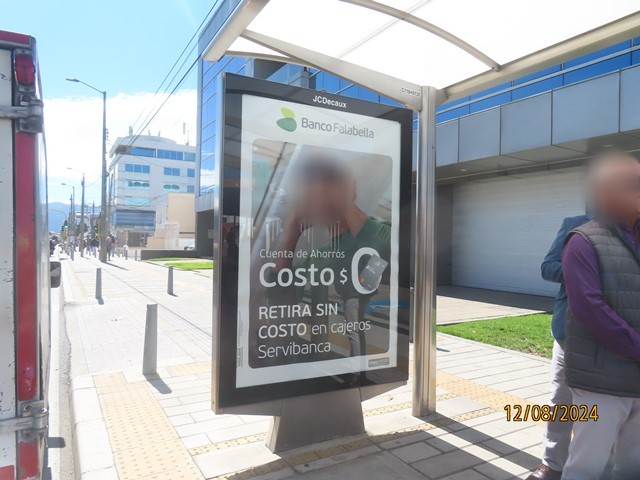 JCDecaux
Banco Falabella
Cuenta de Ahorros
Costo $0
RETIRA SIN
COSTO en cajeros
Servibanca
12/08/2024